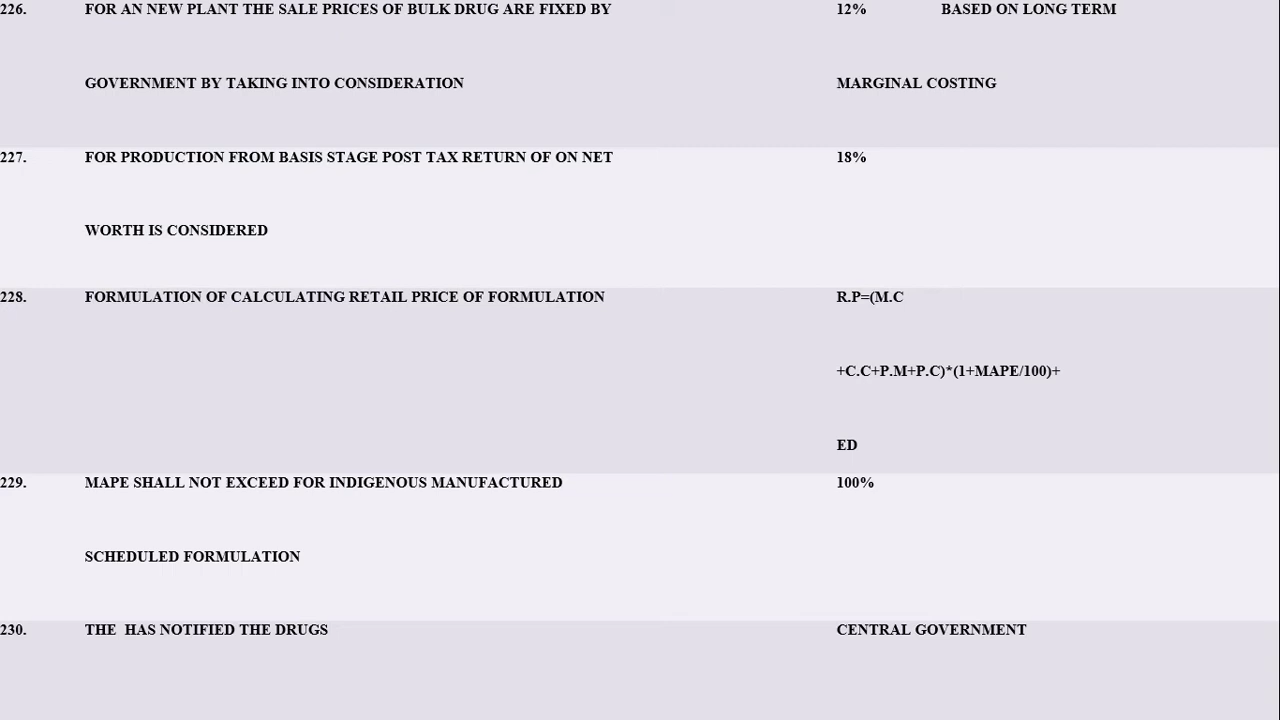 226. FOR AN NEW PLANT THE SALE PRICES OF BULK DRUG ARE FIXED BY 12% BASED ON LONG TERM
GOVERNMENT BY TAKING INTO CONSIDERATION MARGINAL COSTING
227. FOR PRODUCTION FROM BASIS STAGE POST TAX RETURN OF ON NET 18%
WORTH IS CONSIDERED
228. FORMULATION OF CALCULATING RETAIL PRICE OF FORMULATION R.P=(M.C
+C.C+P.M+P.C)*(1+MAPE/100)+
ED
229. MAPE SHALL NOT EXCEED FOR INDIGENOUS MANUFACTURED 100%
SCHEDULED FORMULATION
230. THE HAS NOTIFIED THE DRUGS CENTRAL GOVERNMENT